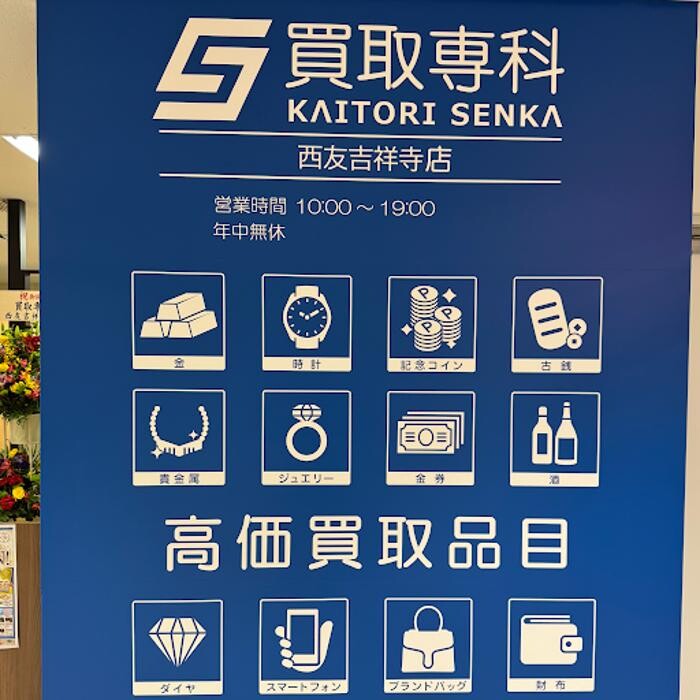 買取専科
KAITORI SENKA
西友吉祥寺店
営業時間 10:00～19:00
年中無休
金 時計 記念コイン 古銭
貴金属 ジュエリー 金券 酒
高価買取品目
ダイヤ スマートフォン ブランドバッグ 財布